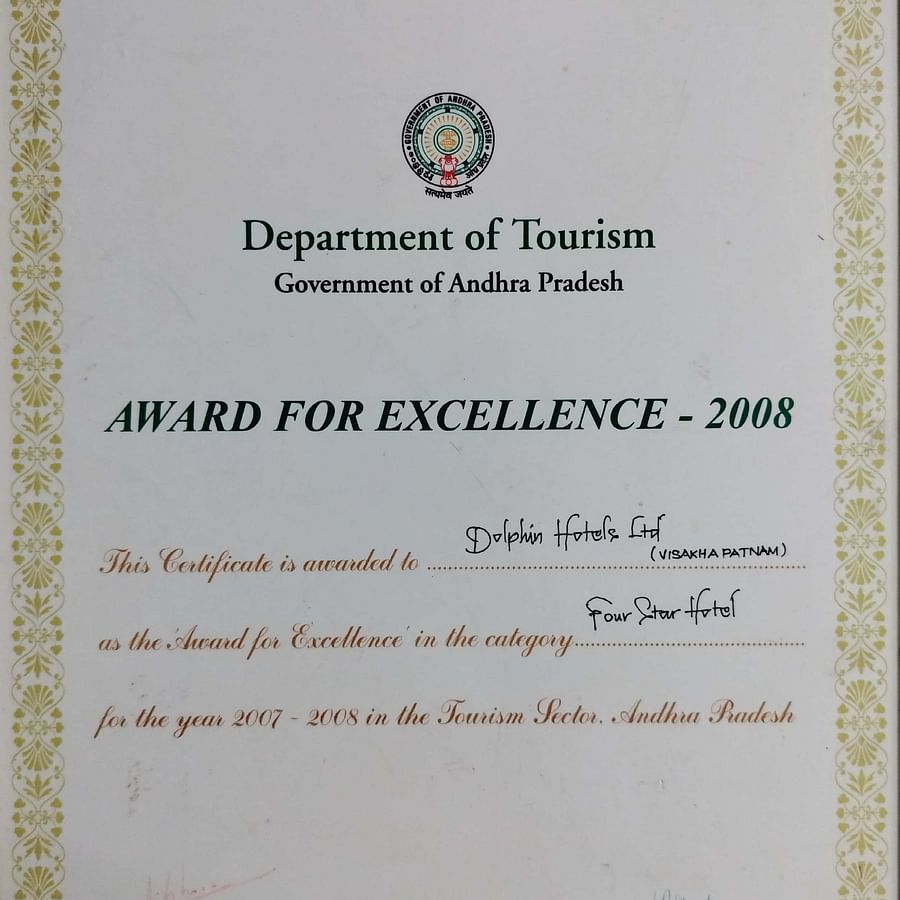 GOVERNMENT OF ANDHRA PRADESH
सत्यमेव जयते
Department of Tourism
Government of Andhra Pradesh
AWARD FOR EXCELLENCE - 2008
Dolphin Hotels Ltd
(VISAKHAPATNAM)
This Certificate is awarded to
Four Star Hotel
as the 'Award for Excellence' in the category
for the year 2007 - 2008 in the Tourism Sector. Andhra Pradesh